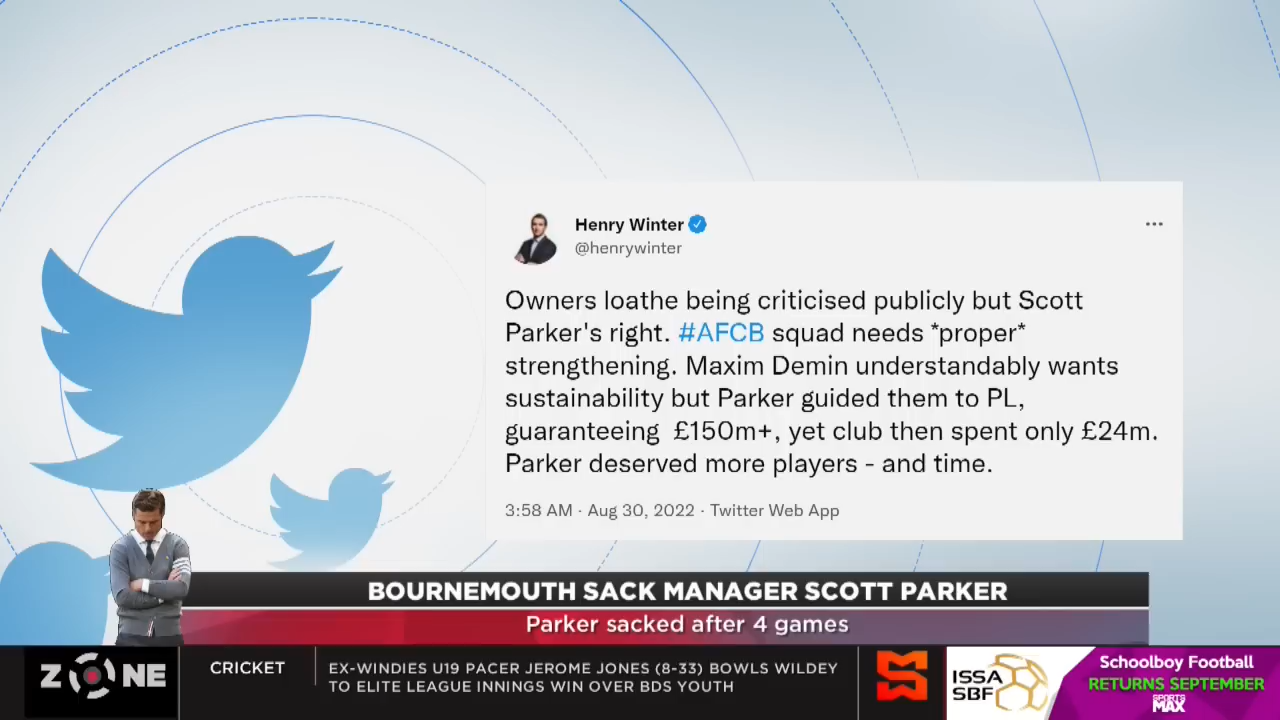 Henry Winter
@henrywinter
Owners loathe being criticised publicly but Scott
Parker's right. #AFCB squad needs *proper*
strengthening. Maxim Demin understandably wants
sustainability but Parker guided them to PL,
guaranteeing £150m+, yet club then spent only £24m.
Parker deserved more players - and time.
3:58 AM · Aug 30, 2022 · Twitter Web App
BOURNEMOUTH SACK MANAGER SCOTT PARKER
Parker sacked after 4 games
ZONE
CRICKET
EX-WINDIES U19 PACER JEROME JONES (8-33) BOWLS WILDEY
TO ELITE LEAGUE INNINGS WIN OVER BDS YOUTH
ISSA
SBF
Schoolboy Football
RETURNS SEPTEMBER
SPORTS
MAX